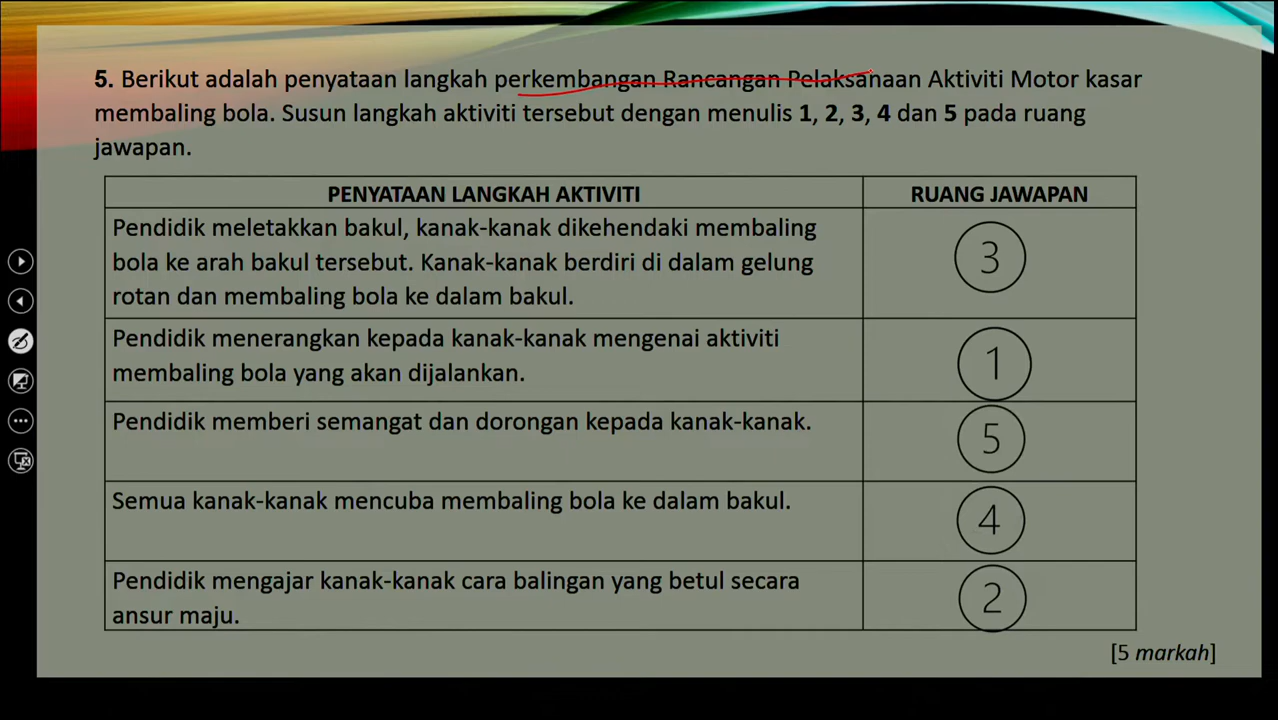 5. Berikut adalah penyataan langkah perkembangan Rancangan Pelaksanaan Aktiviti Motor kasar
membaling bola. Susun langkah aktiviti tersebut dengan menulis 1, 2, 3, 4 dan 5 pada ruang
jawapan.
PENYATAAN LANGKAH AKTIVITI
RUANG JAWAPAN
Pendidik meletakkan bakul, kanak-kanak dikehendaki membaling
bola ke arah bakul tersebut. Kanak-kanak berdiri di dalam gelung
rotan dan membaling bola ke dalam bakul.
3
Pendidik menerangkan kepada kanak-kanak mengenai aktiviti
membaling bola yang akan dijalankan.
1
Pendidik memberi semangat dan dorongan kepada kanak-kanak.
5
Semua kanak-kanak mencuba membaling bola ke dalam bakul.
4
Pendidik mengajar kanak-kanak cara balingan yang betul secara
ansur maju.
2
[5 markah]